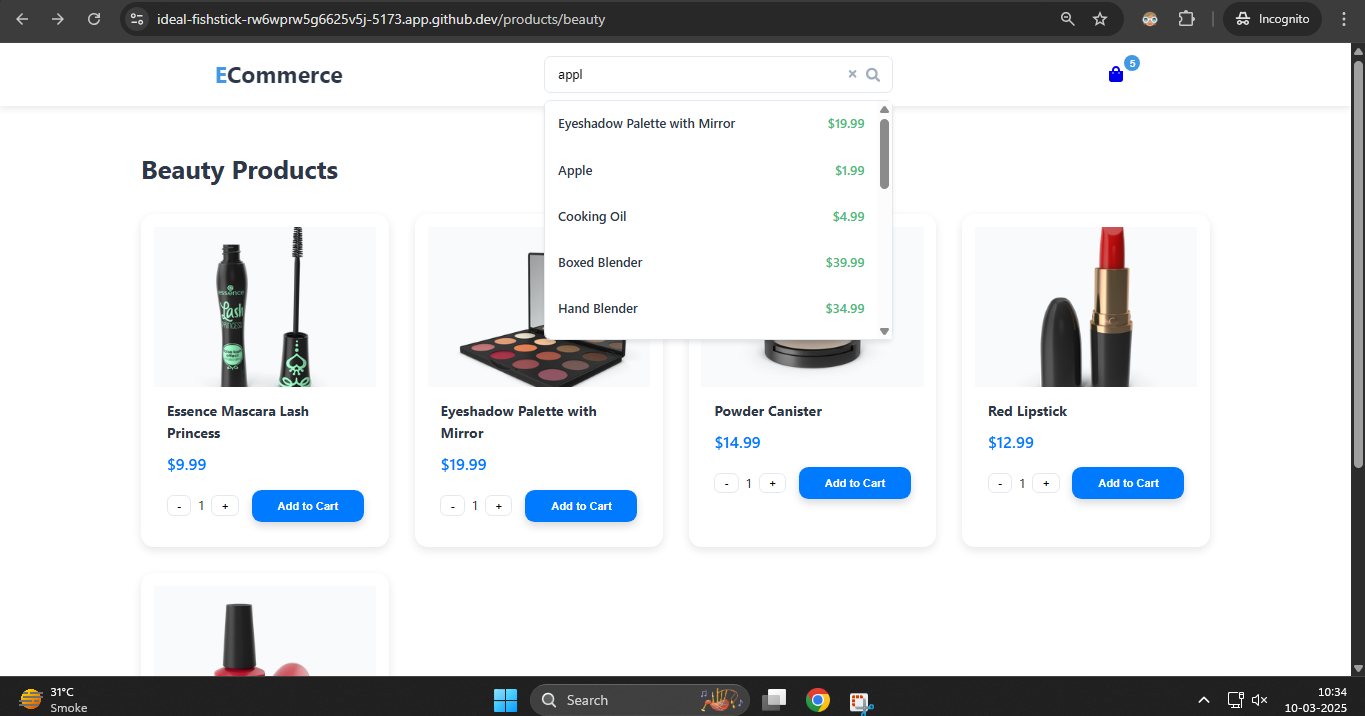 ideal-fishstick-rw6wprw5g6625v5j-5173.app.github.dev/products/beauty
Incognito
ECommerce
appl
5
Eyeshadow Palette with Mirror $19.99
Apple $1.99
Cooking Oil $4.99
Boxed Blender $39.99
Hand Blender $34.99
Beauty Products
essence
Lash
PRINCESS
Essence Mascara Lash
Princess
$9.99
- 1 + Add to Cart
Eyeshadow Palette with
Mirror
$19.99
- 1 + Add to Cart
Powder Canister
$14.99
- 1 + Add to Cart
Red Lipstick
$12.99
- 1 + Add to Cart
31°C
Smoke
Search
10:34
10-03-2025